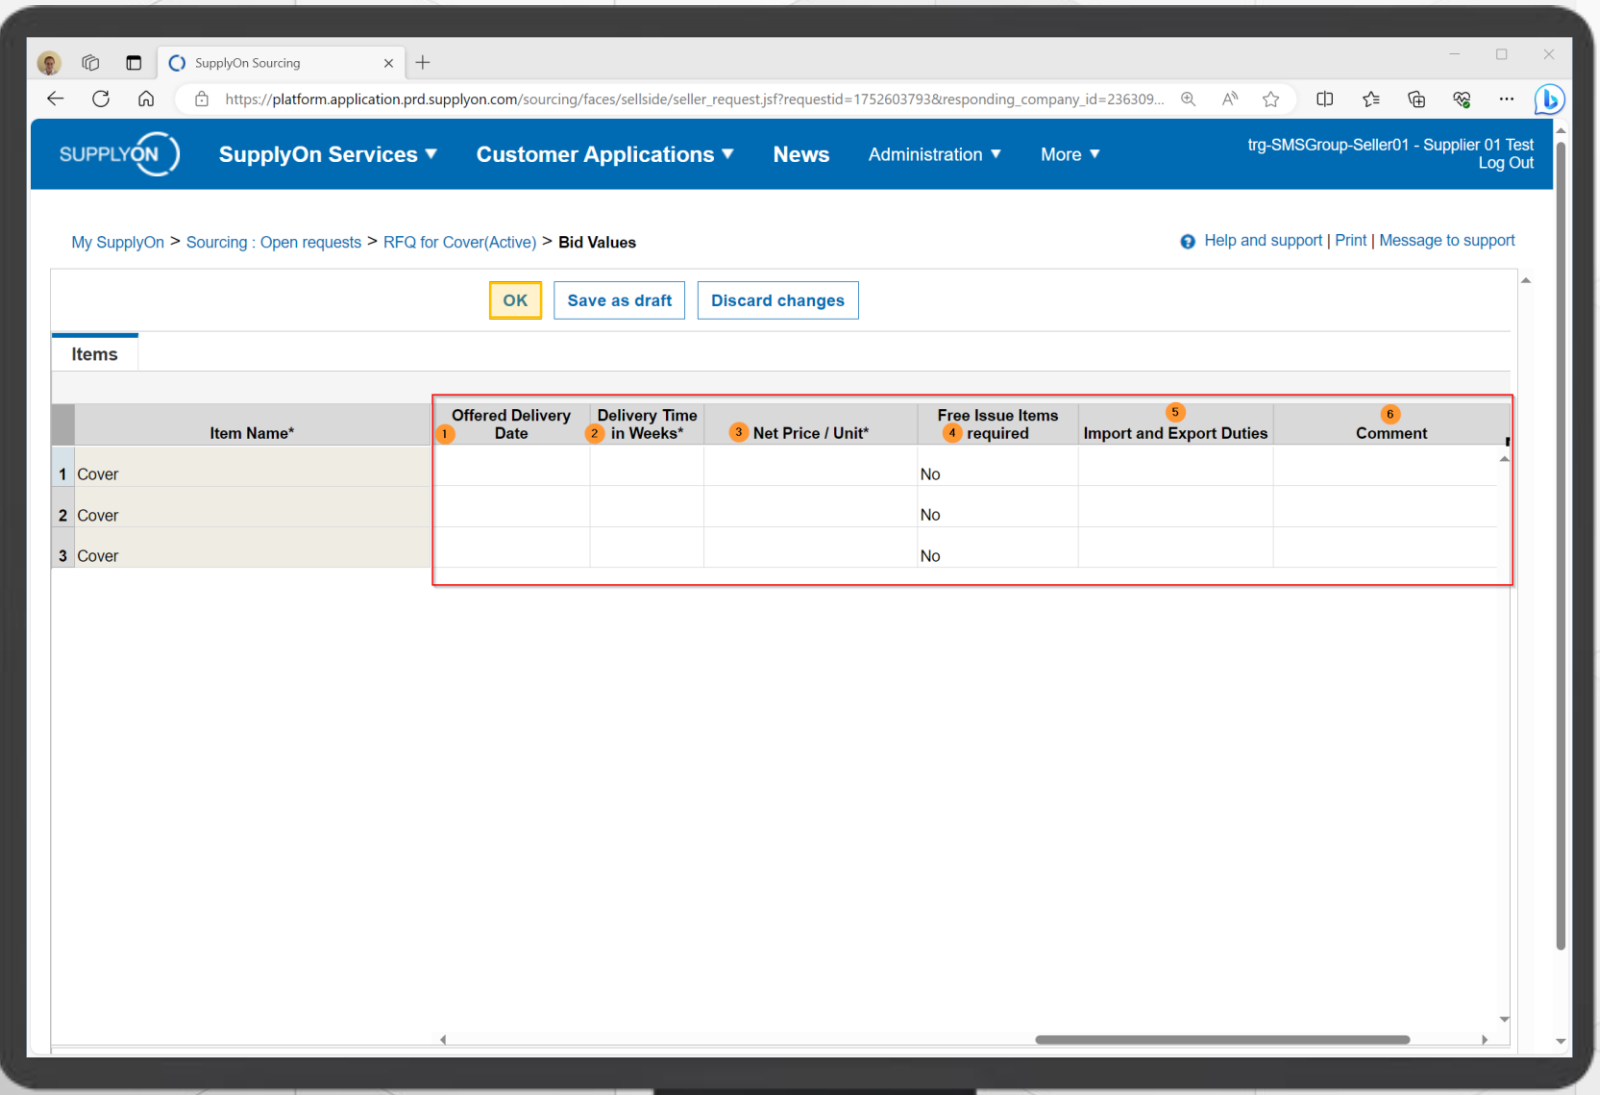 SupplyOn Sourcing
https://platform.application.prd.supplyon.com/sourcing/faces/sellside/seller_request.jsf?requestid=1752603793&responding_company_id=236309...
SUPPLYON
SupplyOn Services ▼ Customer Applications ▼ News Administration ▼ More ▼
trg-SMSGroup-Seller01 - Supplier 01 Test
Log Out
My SupplyOn > Sourcing : Open requests > RFQ for Cover(Active) > Bid Values
Help and support | Print | Message to support
OK Save as draft Discard changes
Items
Item Name*
1 Offered Delivery
Date
2 Delivery Time
in Weeks*
3 Net Price / Unit*
Free Issue Items
4 required
5
Import and Export Duties
6
Comment
1 Cover No
2 Cover No
3 Cover No